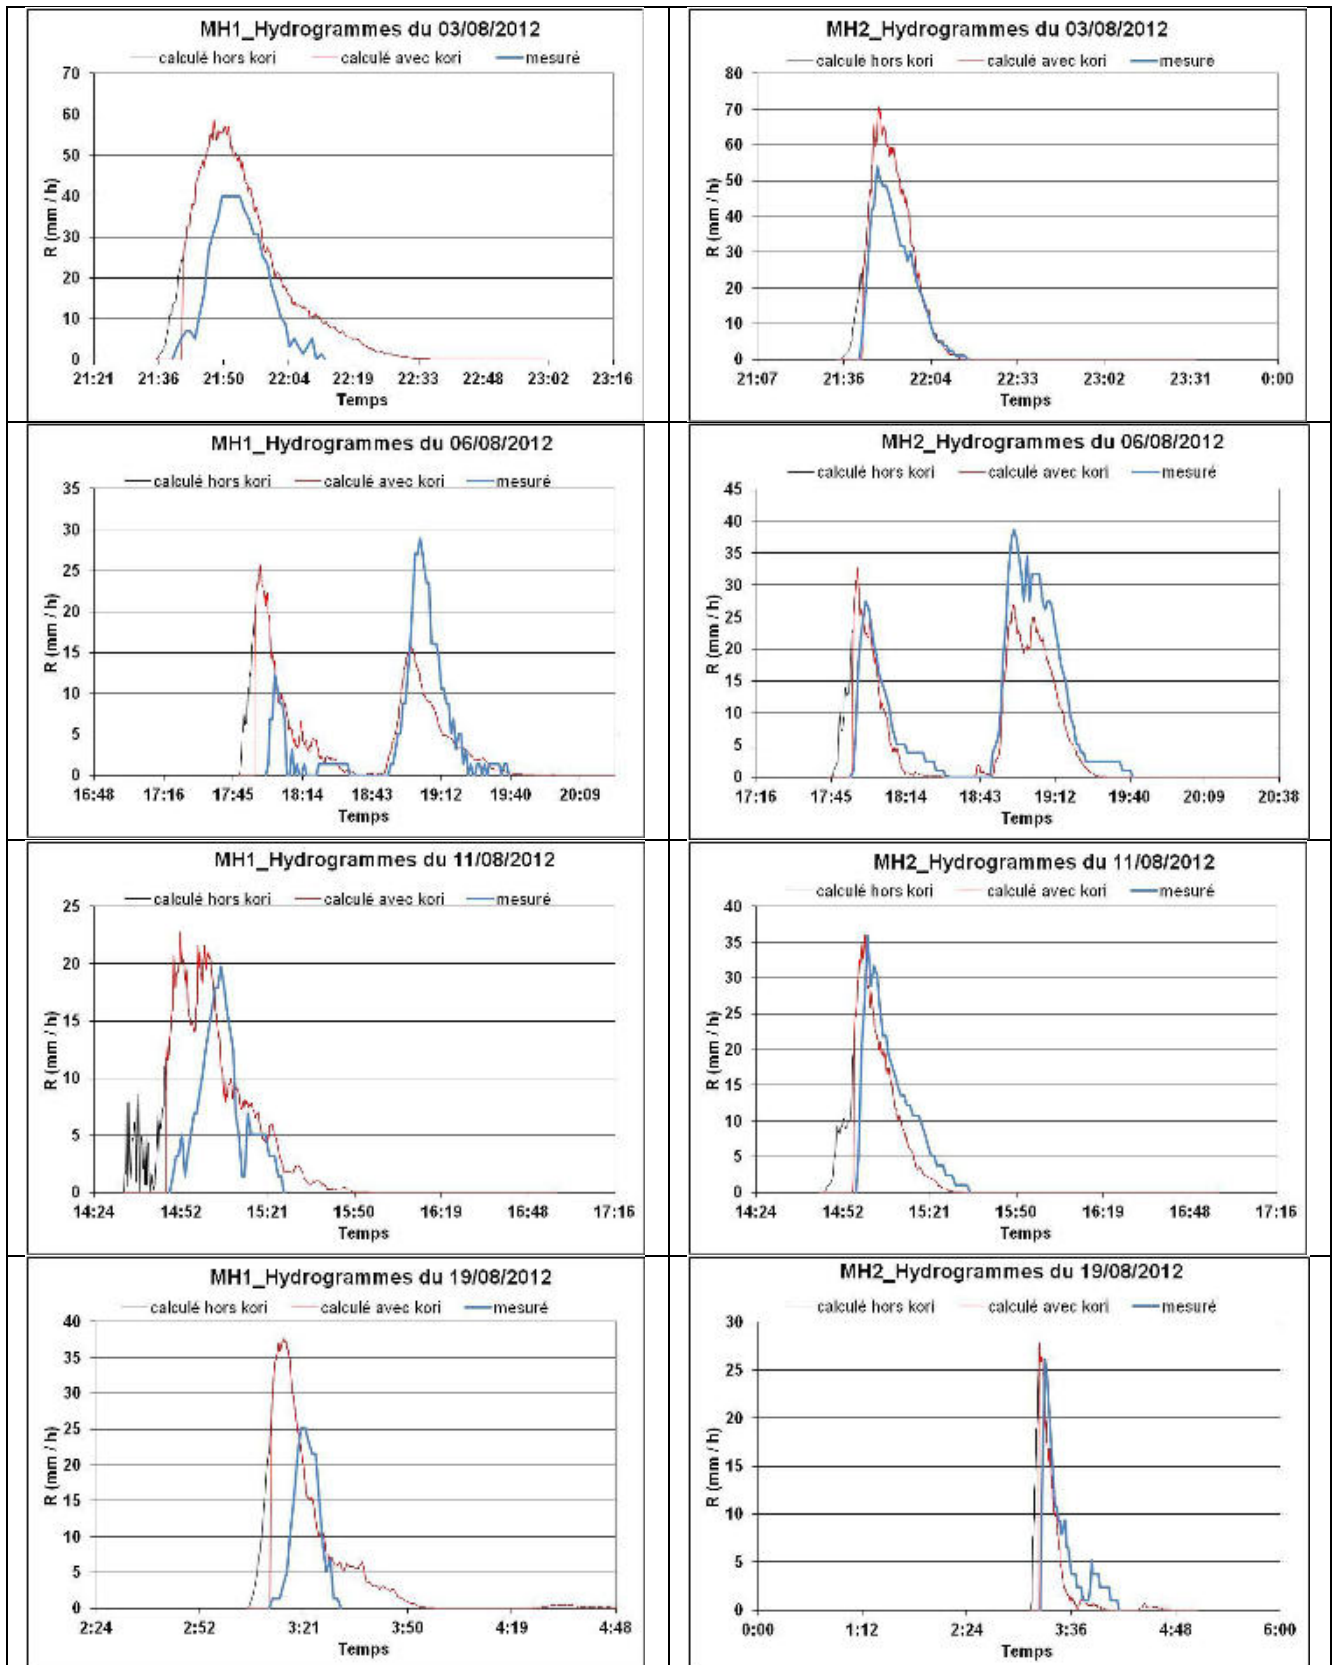 MH1_Hydrogrammes du 03/08/2012
calculé hors kori calculé avec kori mesuré
70
60
50
40
30
20
10
0
R (mm / h)
21:21 21:36 21:50 22:04 22:19 22:33 22:48 23:02 23:16
Temps
MH2_Hydrogrammes du 03/08/2012
calculé hors kori calculé avec kori mesuré
80
70
60
50
40
30
20
10
0
R (mm / h)
21:07 21:36 22:04 22:33 23:02 23:31 0:00
Temps
MH1_Hydrogrammes du 06/08/2012
calculé hors kori calculé avec kori mesuré
35
30
25
20
15
10
5
0
R (mm / h)
16:48 17:16 17:45 18:14 18:43 19:12 19:40 20:09
Temps
MH2_Hydrogrammes du 06/08/2012
calculé hors kori calculé avec kori mesuré
45
40
35
30
25
20
15
10
5
0
R (mm / h)
17:16 17:45 18:14 18:43 19:12 19:40 20:09 20:38
Temps
MH1_Hydrogrammes du 11/08/2012
calculé hors kori calculé avec kori mesuré
25
20
15
10
5
0
R (mm / h)
14:24 14:52 15:21 15:50 16:19 16:48 17:16
Temps
MH2_Hydrogrammes du 11/08/2012
calculé hors kori calculé avec kori mesuré
40
35
30
25
20
15
10
5
0
R (mm / h)
14:24 14:52 15:21 15:50 16:19 16:48 17:16
Temps
MH1_Hydrogrammes du 19/08/2012
calculé hors kori calculé avec kori mesuré
40
35
30
25
20
15
10
5
0
R (mm / h)
2:24 2:52 3:21 3:50 4:19 4:48
Temps
MH2_Hydrogrammes du 19/08/2012
calculé hors kori calculé avec kori mesuré
30
25
20
15
10
5
0
R (mm / h)
0:00 1:12 2:24 3:36 4:48 6:00
Temps